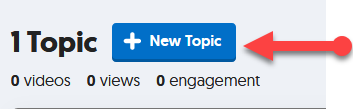 1 Topic + New Topic
0 videos 0 views 0 engagement